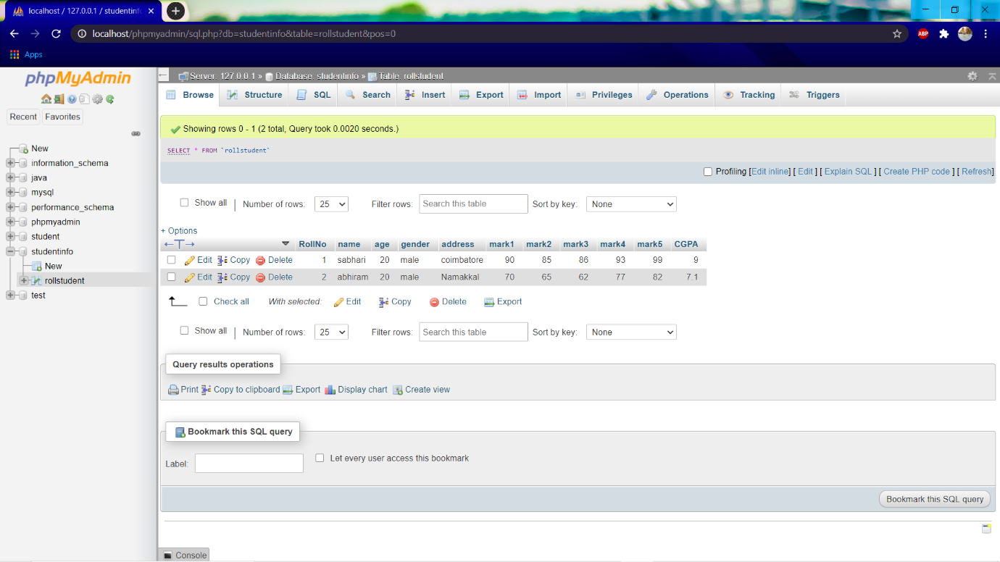 localhost / 127.0.0.1 / studentinfo
localhost/phpmyadmin/sql.php?db=studentinfo&table=rollstudent&pos=0
ABP
Apps
phpMyAdmin
Recent Favorites
New
information_schema
java
mysql
performance_schema
phpmyadmin
student
studentinfo
New
rollstudent
test
Server: 127.0.0.1 » Database: studentinfo » Table: rollstudent
Browse Structure SQL Search Insert Export Import Privileges Operations Tracking Triggers
Showing rows 0 - 1 (2 total, Query took 0.0020 seconds.)
SELECT * FROM `rollstudent`
Profiling [Edit inline] [ Edit ] [ Explain SQL ] [ Create PHP code ] [ Refresh]
Show all | Number of rows: 25 Filter rows: Search this table Sort by key: None
+ Options
←T→ RollNo name age gender address mark1 mark2 mark3 mark4 mark5 CGPA
Edit Copy Delete 1 sabhari 20 male coimbatore 90 85 86 93 99 9
Edit Copy Delete 2 abhiram 20 male Namakkal 70 65 62 77 82 7.1
Check all With selected: Edit Copy Delete Export
Show all | Number of rows: 25 Filter rows: Search this table Sort by key: None
Query results operations
Print Copy to clipboard Export Display chart Create view
Bookmark this SQL query
Label: Let every user access this bookmark
Bookmark this SQL query
Console